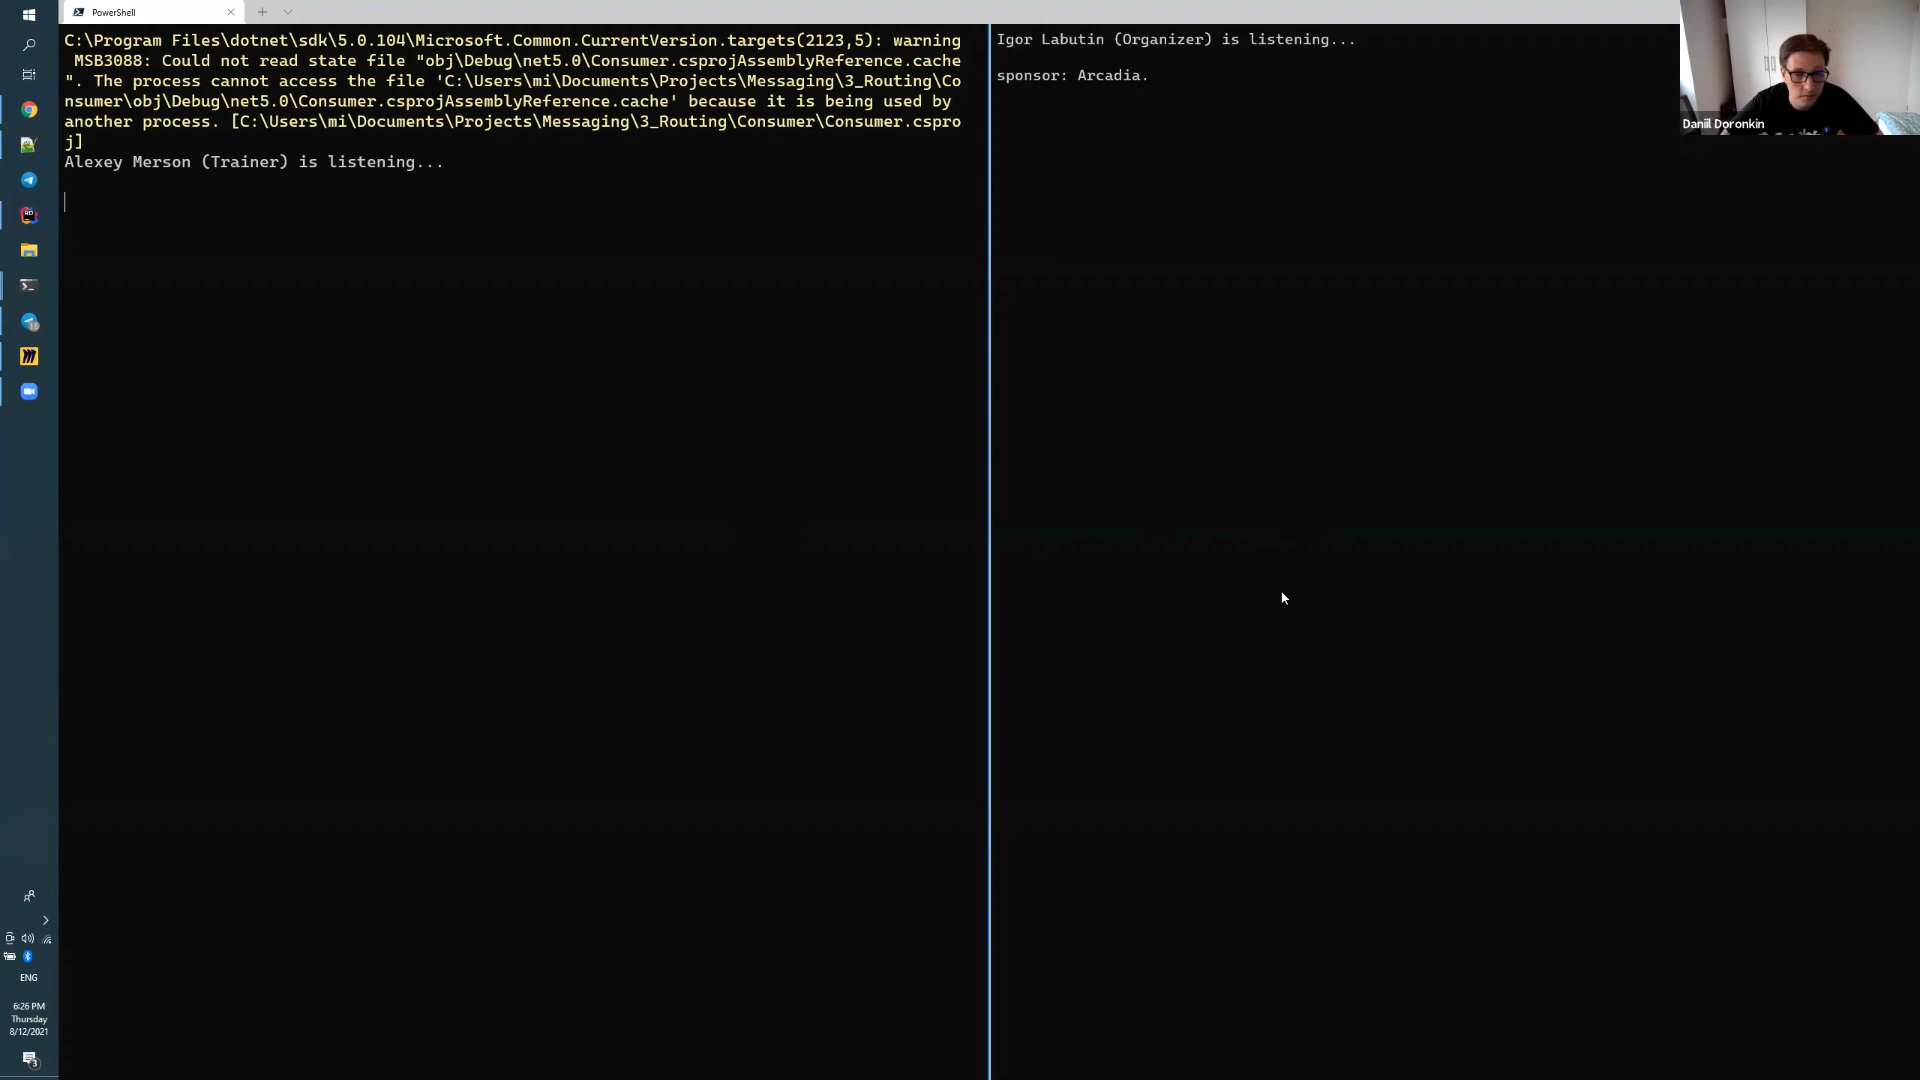 PowerShell
C:\Program Files\dotnet\sdk\5.0.104\Microsoft.Common.CurrentVersion.targets(2123,5): warning
MSB3088: Could not read state file "obj\Debug\net5.0\Consumer.csprojAssemblyReference.cache
". The process cannot access the file 'C:\Users\mi\Documents\Projects\Messaging\3_Routing\Co
nsumer\obj\Debug\net5.0\Consumer.csprojAssemblyReference.cache' because it is being used by
another process. [C:\Users\mi\Documents\Projects\Messaging\3_Routing\Consumer\Consumer.cspro
j]
Alexey Merson (Trainer) is listening...
Igor Labutin (Organizer) is listening...
sponsor: Arcadia.
Daniil Doronkin
ENG
6:26 PM
Thursday
8/12/2021